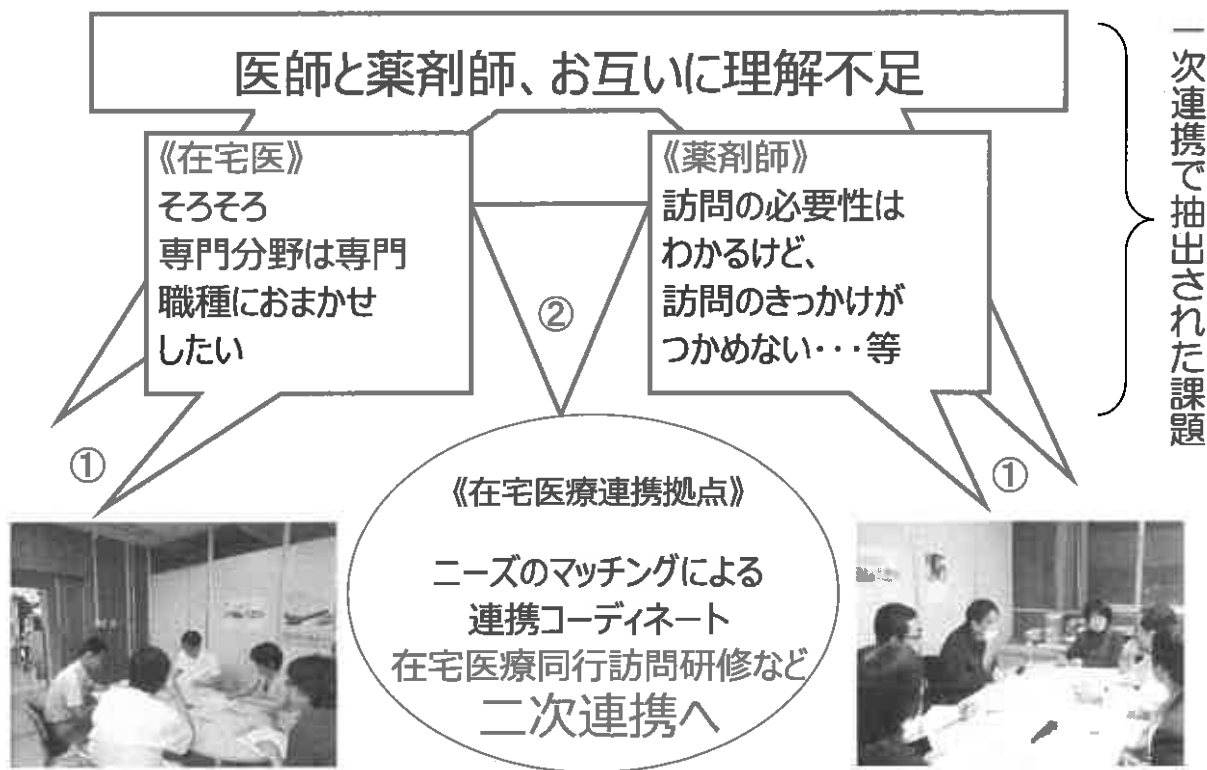 医師と薬剤師、お互いに理解不足
《在宅医》
そろそろ
専門分野は専門
職種におまかせ
したい
《薬剤師》
訪問の必要性は
わかるけど、
訪問のきっかけが
つかめない・・・等
一次連携で抽出された課題
②
①
①
《在宅医療連携拠点》
ニーズのマッチングによる
連携コーディネート
在宅医療同行訪問研修など
二次連携へ